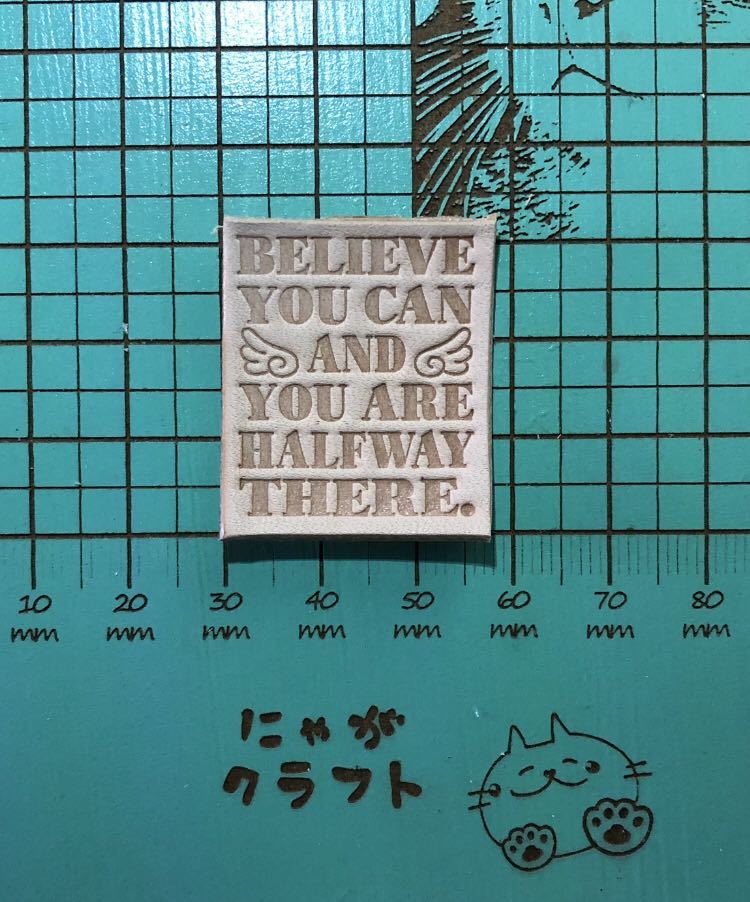 BELIEVE
YOU CAN
AND
YOU ARE
HALFWAY
THERE.
10 20 30 40 50 60 70 80
mm mm mm mm mm mm mm mm
にゃが
クラフト